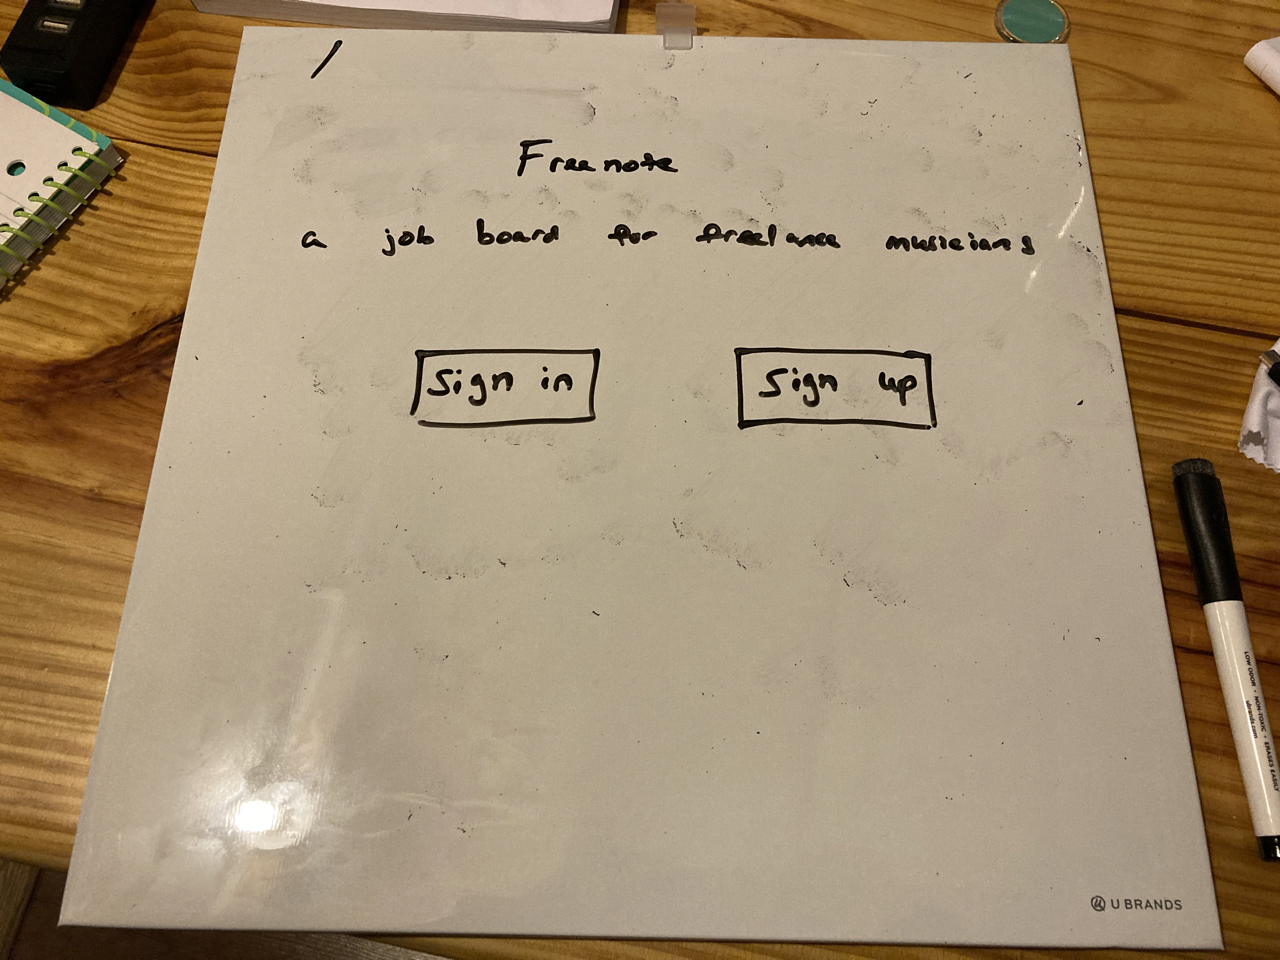 /
Freenote
a job board for freelance musicians
Sign in Sign up
U BRANDS
LOW ODOR • NON-TOXIC • ERASES EASILY
ubrands.com